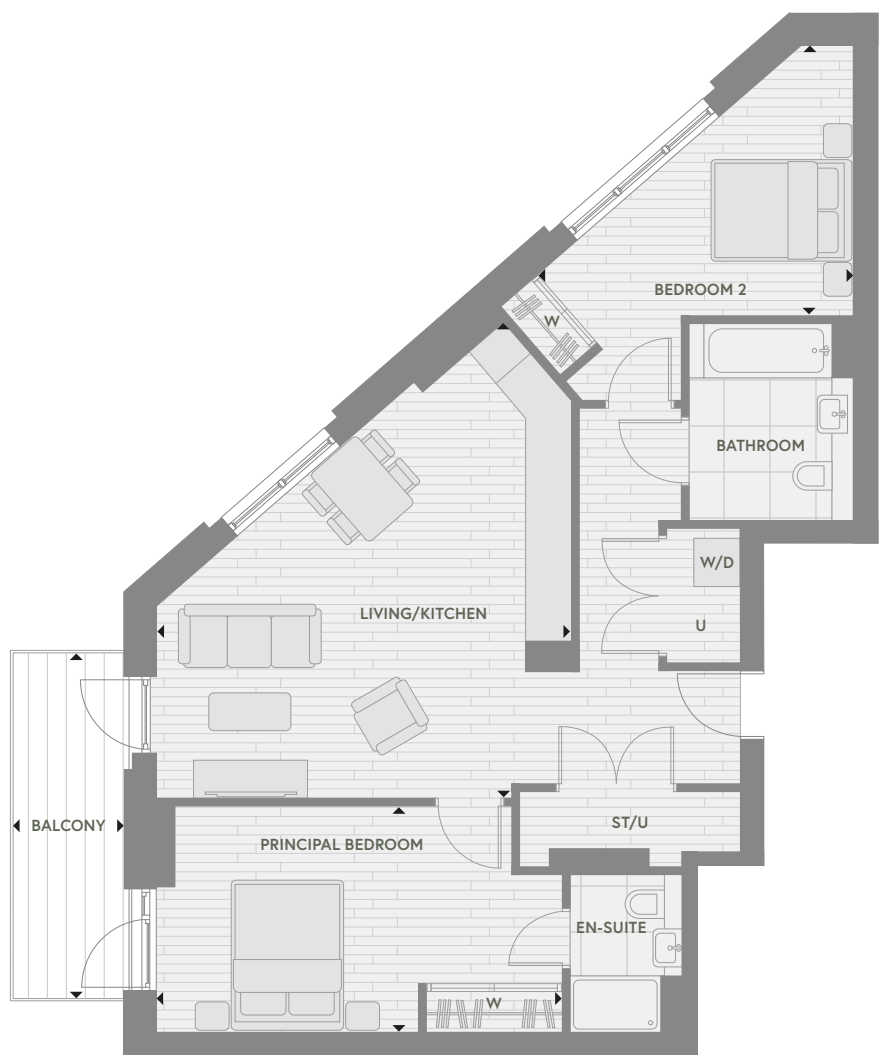 BEDROOM 2
W
BATHROOM
W/D
LIVING/KITCHEN
U
BALCONY
ST/U
PRINCIPAL BEDROOM
EN-SUITE
W